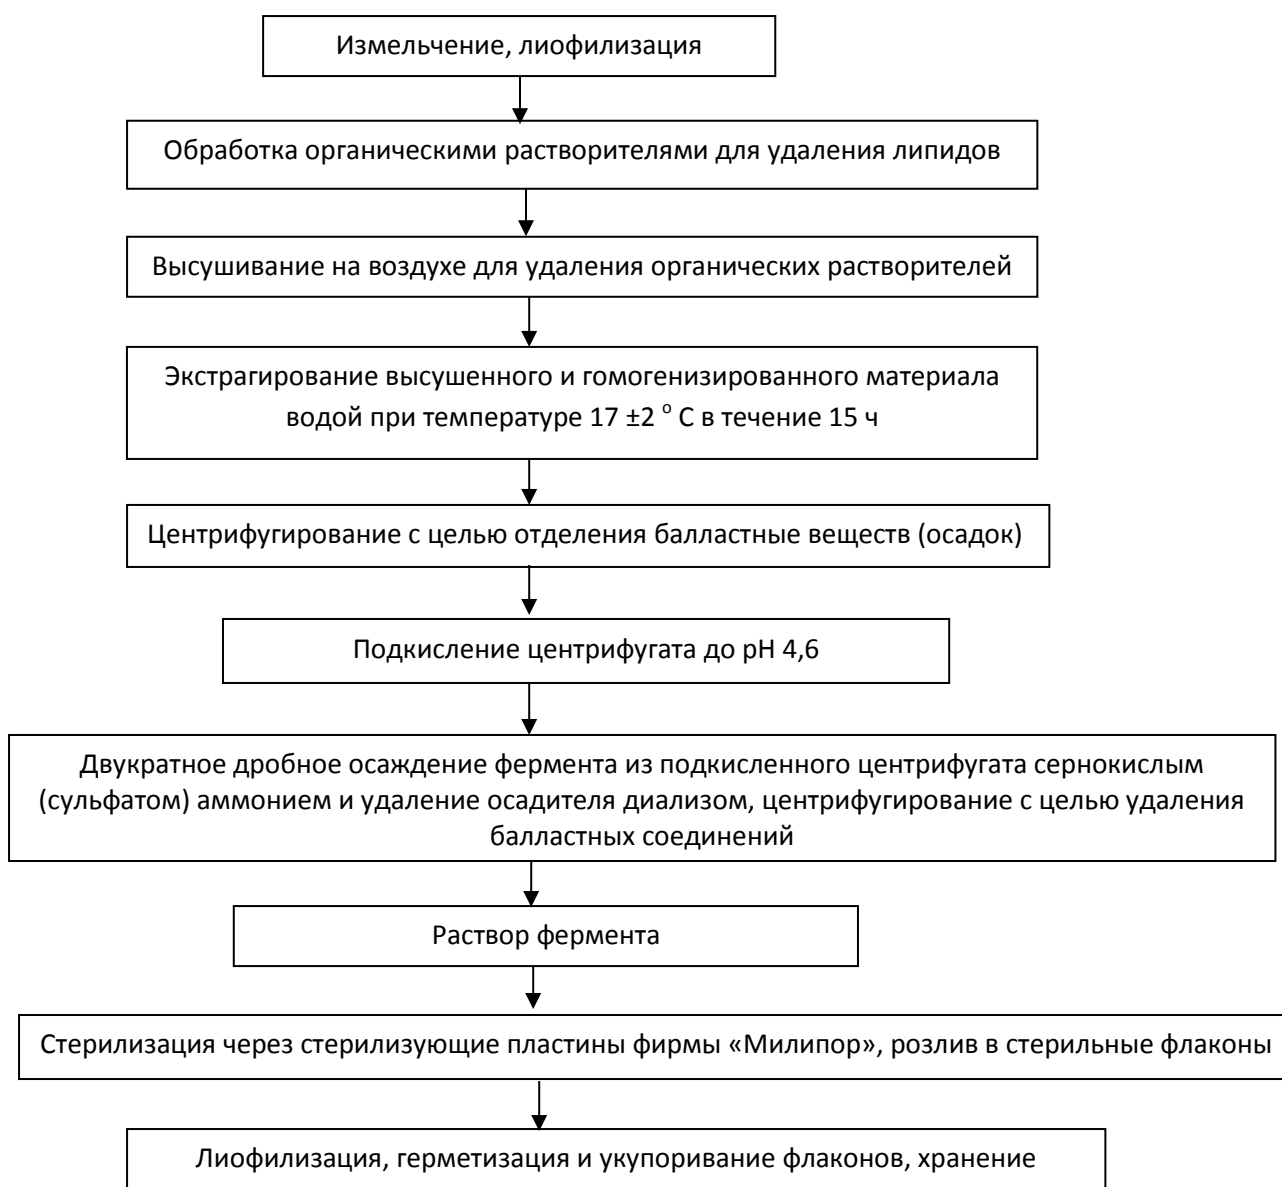 Измельчение, лиофилизация
Обработка органическими растворителями для удаления липидов
Высушивание на воздухе для удаления органических растворителей
Экстрагирование высушенного и гомогенизированного материала
водой при температуре 17 ±2 ° С в течение 15 ч
Центрифугирование с целью отделения балластные веществ (осадок)
Подкисление центрифугата до рН 4,6
Двукратное дробное осаждение фермента из подкисленного центрифугата сернокислым
(сульфатом) аммонием и удаление осадителя диализом, центрифугирование с целью удаления
балластных соединений
Раствор фермента
Стерилизация через стерилизующие пластины фирмы «Милипор», розлив в стерильные флаконы
Лиофилизация, герметизация и укупоривание флаконов, хранение